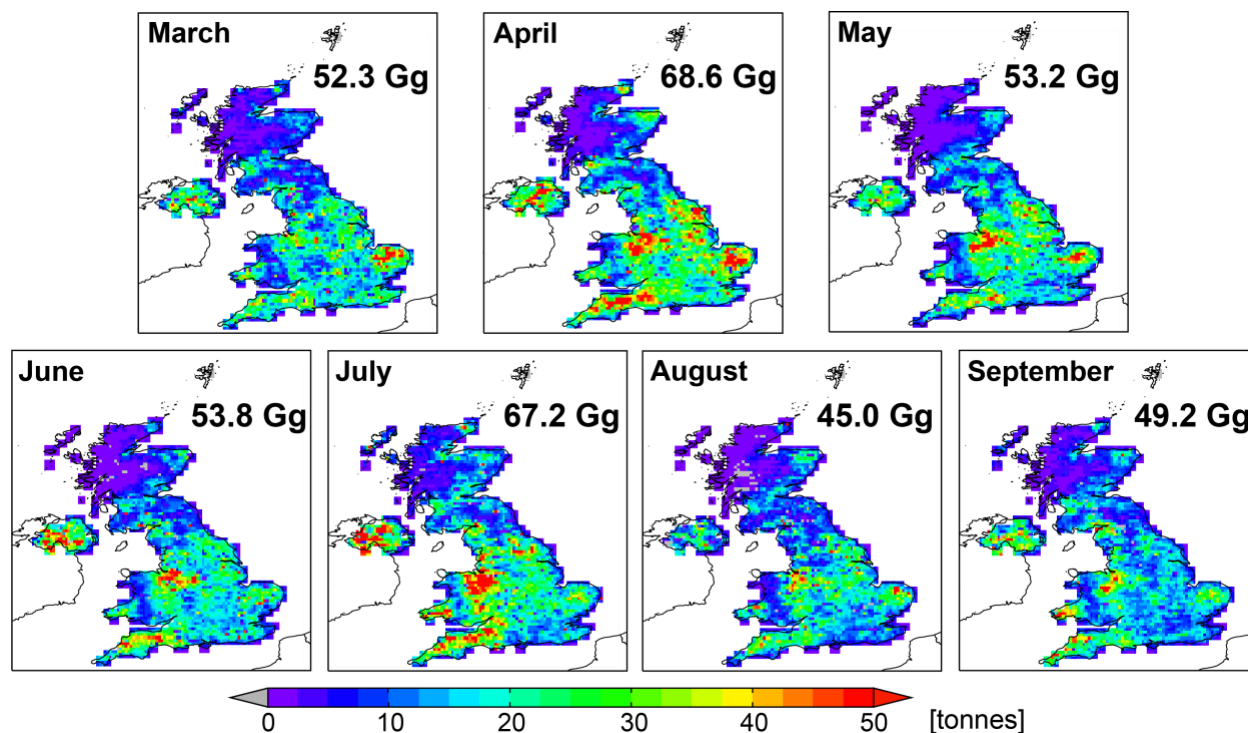 March
52.3 Gg
April
68.6 Gg
May
53.2 Gg
June
53.8 Gg
July
67.2 Gg
August
45.0 Gg
September
49.2 Gg
0 10 20 30 40 50 [tonnes]